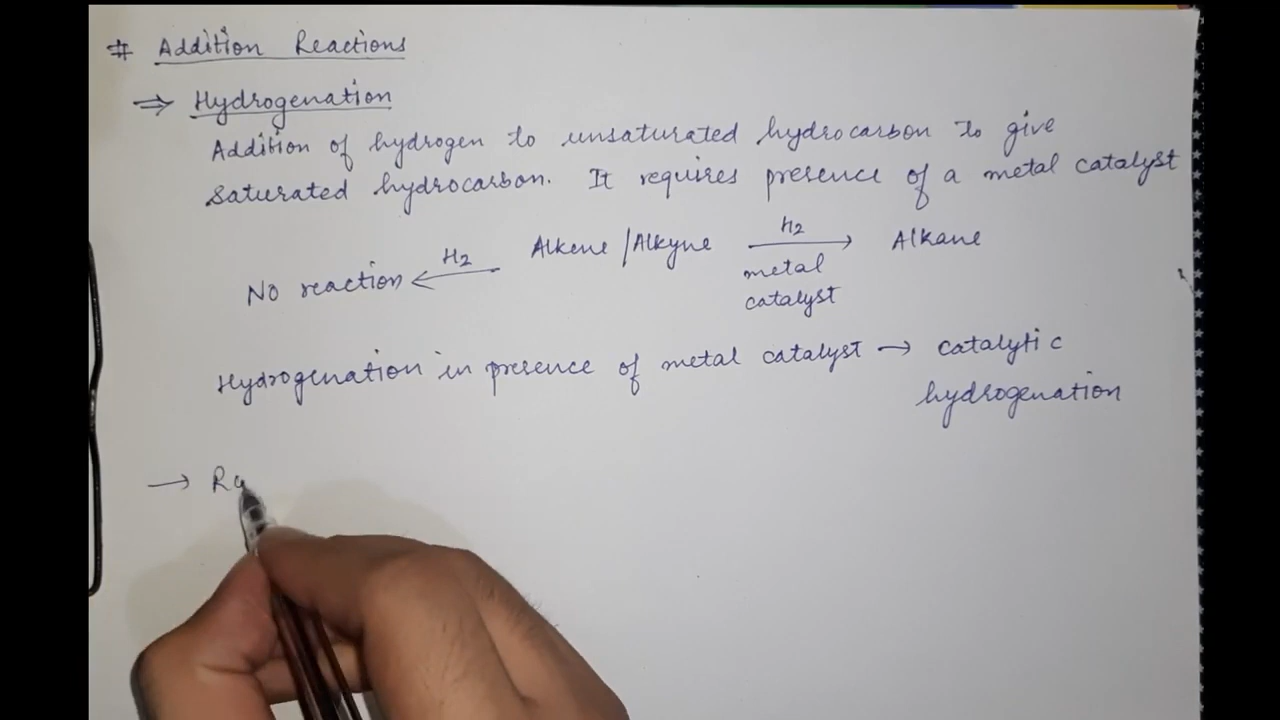 # Addition Reactions
⇒ Hydrogenation
Addition of hydrogen to unsaturated hydrocarbon to give
saturated hydrocarbon. It requires presence of a metal catalyst
No reaction ←H2 Alkene/Alkyne H2→ metal catalyst Alkane
Hydrogenation in presence of metal catalyst → catalytic
hydrogenation
→ Ra